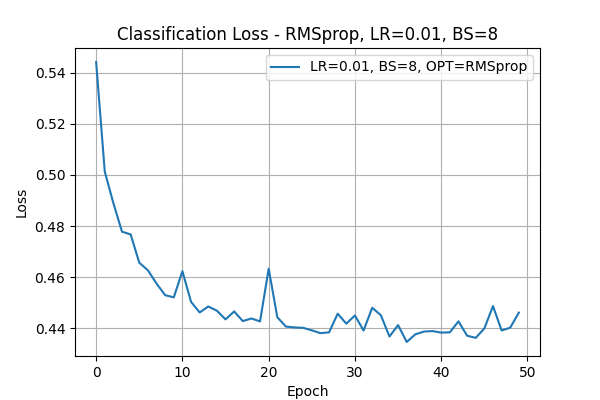 Classification Loss - RMSprop, LR=0.01, BS=8
LR=0.01, BS=8, OPT=RMSprop
Loss
0.54
0.52
0.50
0.48
0.46
0.44
0 10 20 30 40 50
Epoch